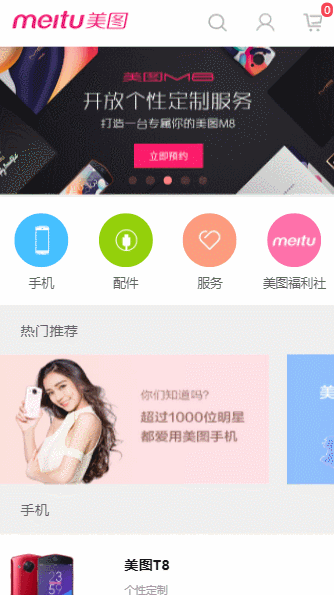 meitu美图
0
美图M8
开放个性定制服务
打造一台专属你的美图M8
立即预约
手机
配件
服务
meitu
美图福利社
热门推荐
你们知道吗?
超过1000位明星
都爱用美图手机
美
手机
美图T8
个性定制